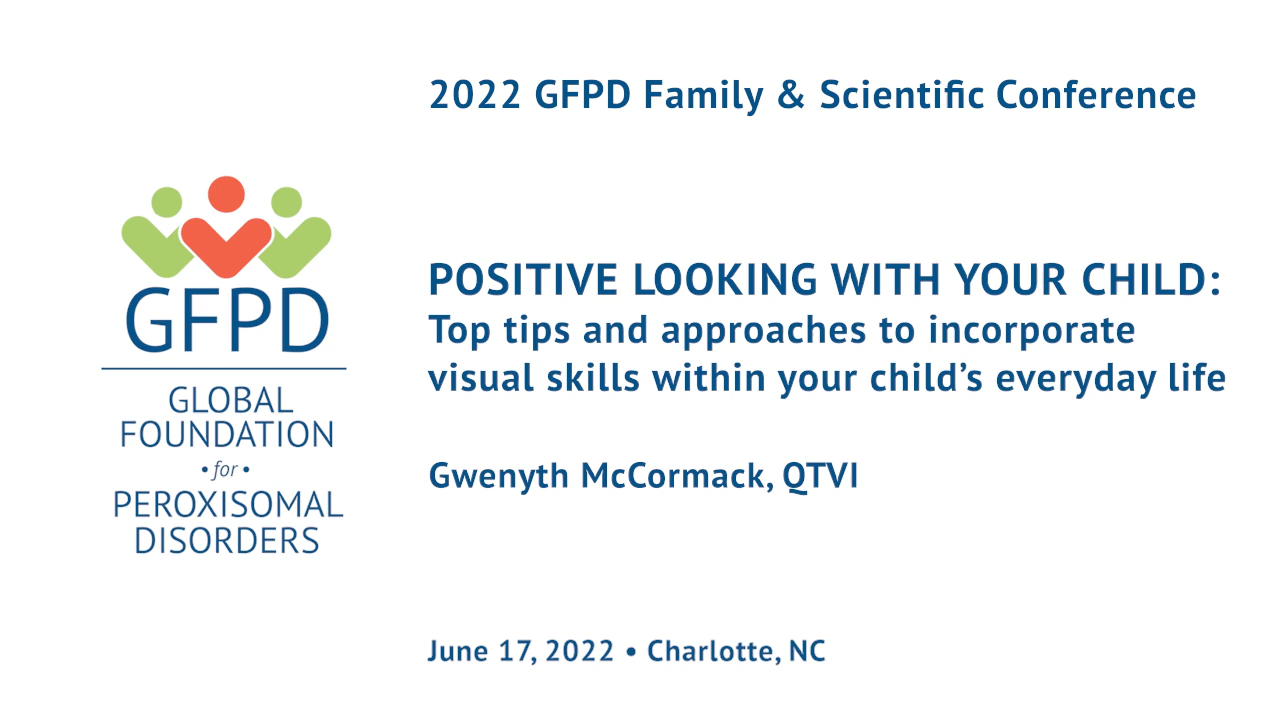 2022 GFPD Family & Scientific Conference
GFPD
GLOBAL
FOUNDATION
• for •
PEROXISOMAL
DISORDERS
POSITIVE LOOKING WITH YOUR CHILD:
Top tips and approaches to incorporate
visual skills within your child’s everyday life
Gwenyth McCormack, QTVI
June 17, 2022 • Charlotte, NC